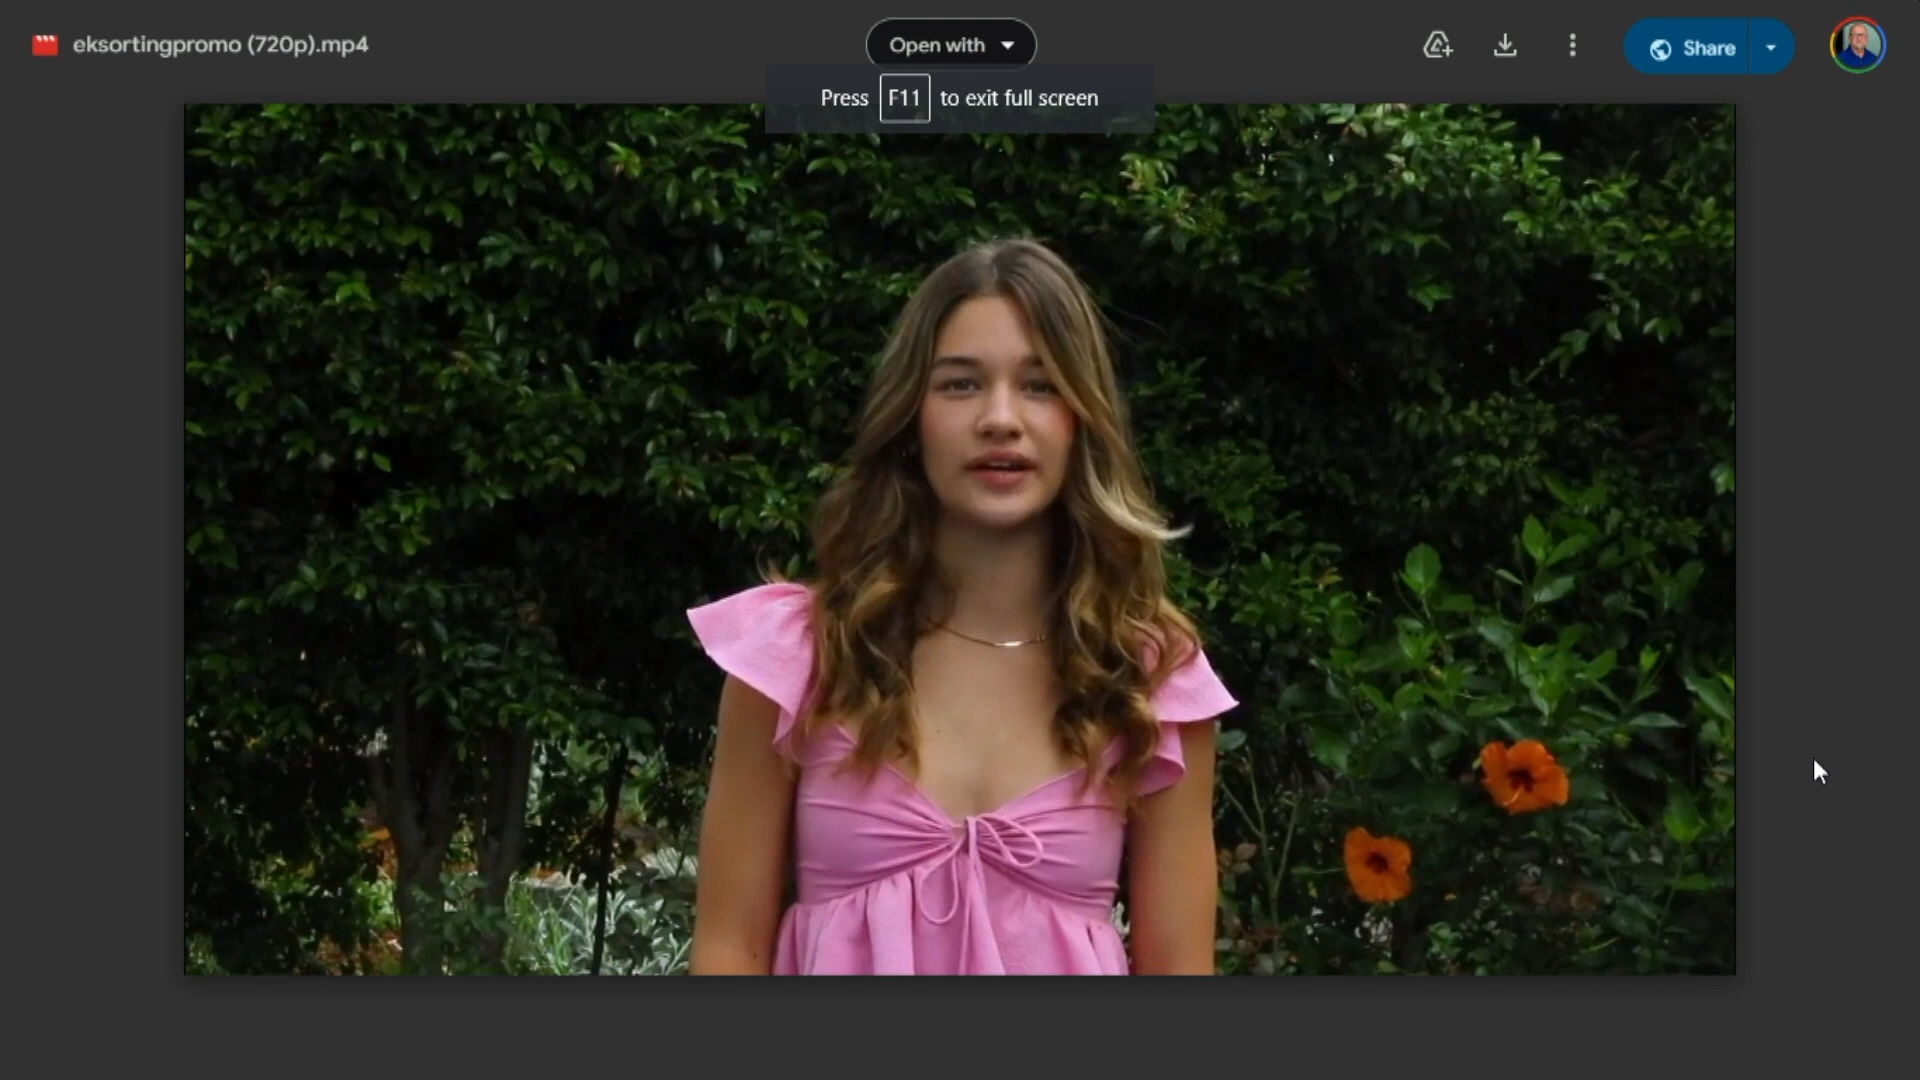 eksortingpromo (720p).mp4
Open with
Share
Press F11 to exit full screen